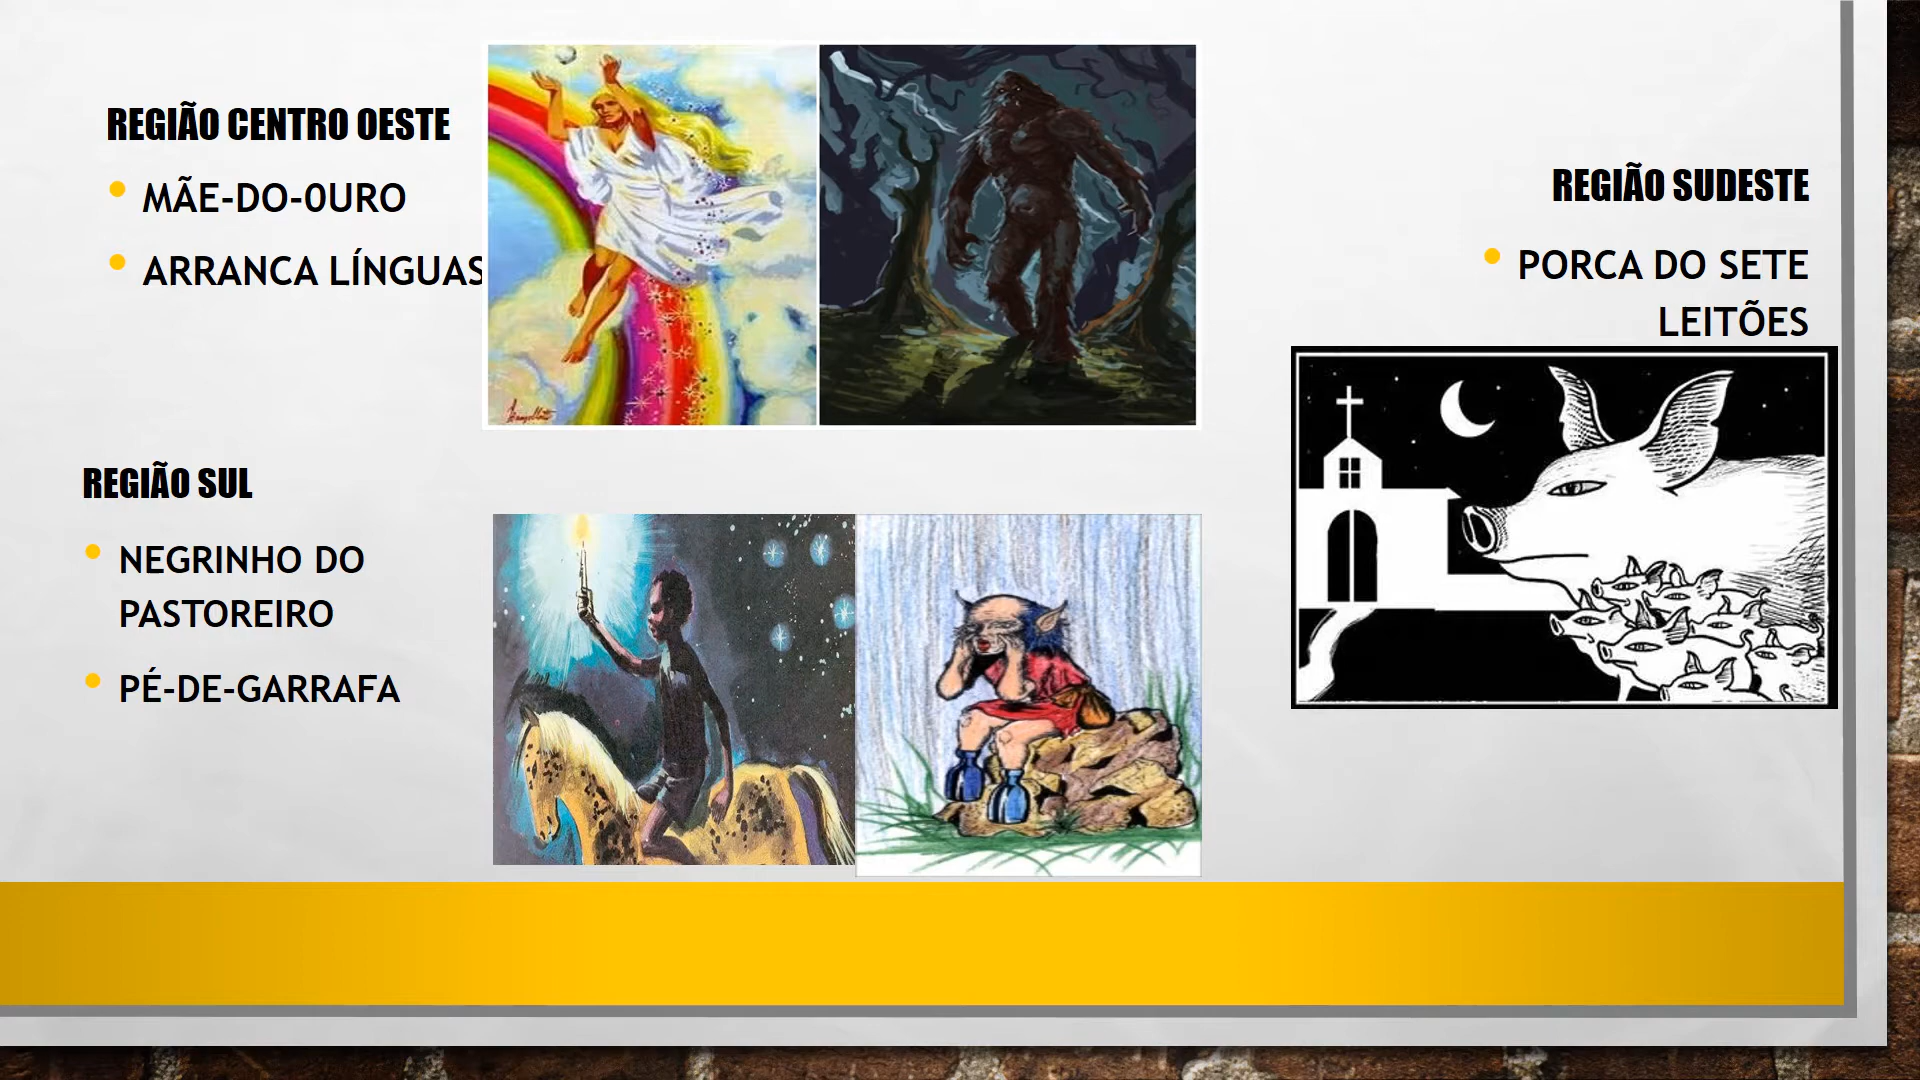 REGIÃO CENTRO OESTE
MÃE-DO-0URO
ARRANCA LÍNGUAS
REGIÃO SUL
NEGRINHO DO
PASTOREIRO
PÉ-DE-GARRAFA
REGIÃO SUDESTE
PORCA DO SETE
LEITÕES